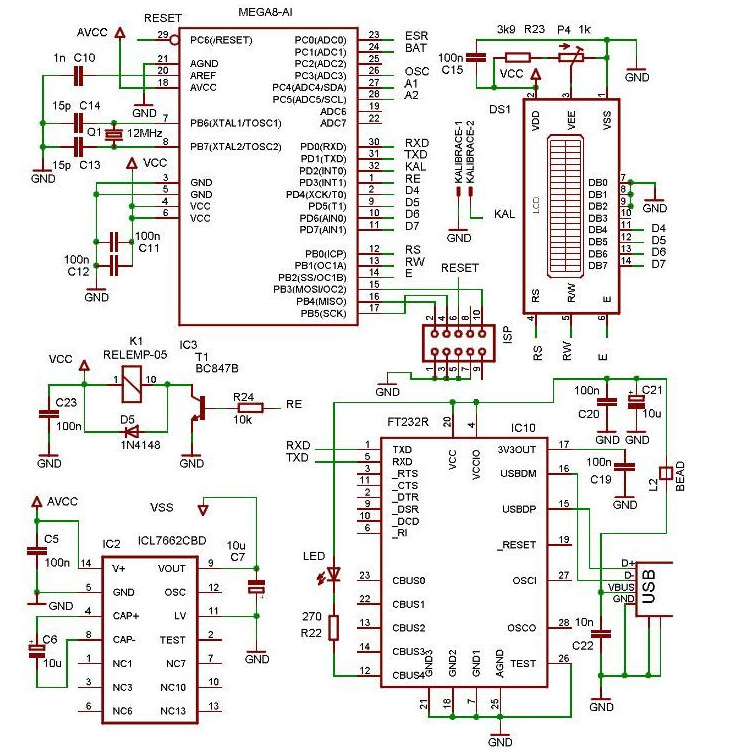 MEGA8-AI
RESET
AVCC
29 PC6(/RESET) PC0(ADC0) 23 ESR
PC1(ADC1) 24 BAT
PC2(ADC2) 25
21 AGND PC3(ADC3) 26 OSC
20 AREF PC4(ADC4/SDA) 27 A1
18 AVCC PC5(ADC5/SCL) 28 A2
ADC6 19
ADC7 22
1n C10
GND
15p C14
7 PB6(XTAL1/TOSC1)
Q1 12MHz
8 PB7(XTAL2/TOSC2)
15p C13
GND
VCC
PD0(RXD) 30 RXD
PD1(TXD) 31 TXD
PD2(INT0) 32 KAL
3 GND PD3(INT1) 1 RE
5 GND PD4(XCK/T0) 2 D4
4 VCC PD5(T1) 9 D5
6 VCC PD6(AIN0) 10 D6
PD7(AIN1) 11 D7
100n C11
100n C12
GND
PB0(ICP) 12 RS
PB1(OC1A) 13 RW
PB2(SS/OC1B) 14 E
PB3(MOSI/OC2) 15
PB4(MISO) 16
PB5(SCK) 17
KALIBRACE-1
KALIBRACE-2
KAL
GND
RESET
2 4 6 8 10
ISP
1 3 5 7 9
GND
3k9 R23 P4 1k
100n C15
VCC
GND
DS1
2 3 1
VDD VEE VSS
LCD
DB0 7
DB1 8
DB2 9
DB3 10
DB4 11 D4
DB5 12 D5
DB6 13 D6
DB7 14 D7
GND
RS R/W E
4 5 6
RS RW E
K1
RELEMP-05
IC3
T1
BC847B
VCC
1 10
C23
100n
D5
1N4148
R24
10k
RE
GND
GND
AVCC
VSS
C5
100n
IC2 ICL7662CBD
10u
C7
14 V+ VOUT 9
5 GND OSC 12
4 CAP+ LV 11
8 CAP- TEST 2
1 NC1 NC7 7
3 NC3 NC10 10
6 NC6 NC13 13
GND
C6
10u
GND
FT232R IC10
20 4
VCC VCCIO
RXD 1 TXD 3V3OUT 17
TXD 5 RXD USBDM 16
3 _RTS
11 _CTS
2 _DTR USBDP 15
9 _DSR
10 _DCD
6 _RI _RESET 19
23 CBUS0 OSCI 27
22 CBUS1
13 CBUS2 OSCO 28
14 CBUS3
12 CBUS4 TEST 26
GND3 GND2 GND1 AGND
21 18 7 25
GND
LED
270
R22
100n
C20
C21
10u
GND GND
100n
C19
GND
L2
BEAD
D+
D-
VBUS
GND
USB
10n
C22
GND